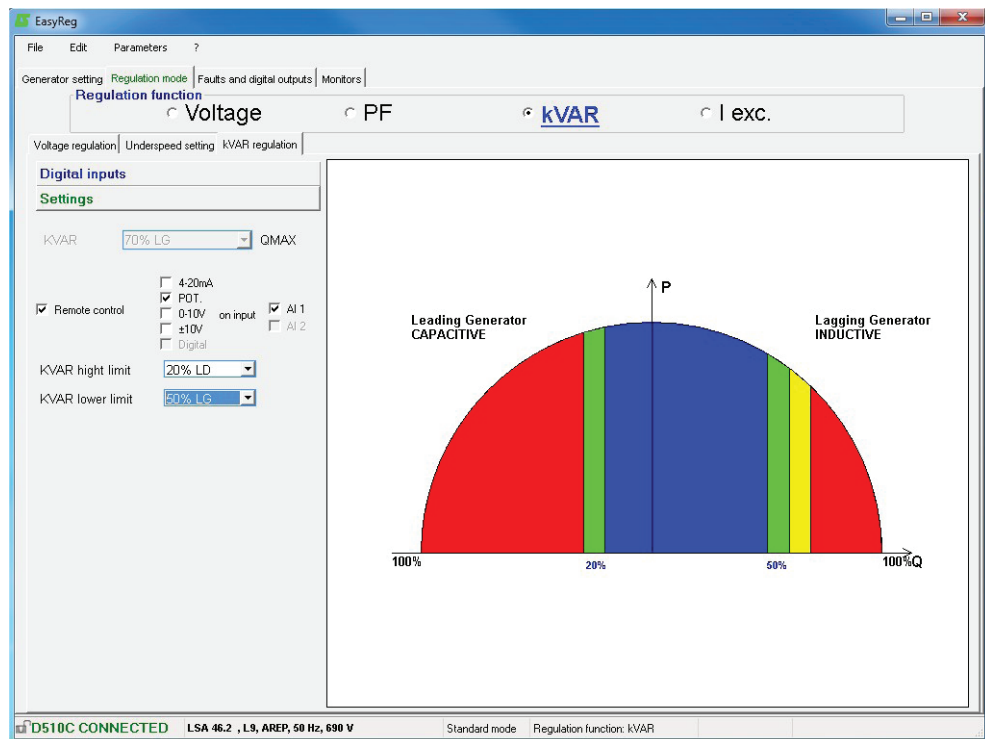 EasyReg
File Edit Parameters ?
Generator setting Regulation mode Faults and digital outputs Monitors
Regulation function
Voltage PF kVAR I exc.
Voltage regulation Underspeed setting kVAR regulation
Digital inputs
Settings
KVAR 70% LG QMAX
4-20mA
POT.
Remote control 0-10V on input AI 1
±10V AI 2
Digital
KVAR hight limit 20% LD
KVAR lower limit 50% LG
P
Leading Generator
CAPACITIVE
Lagging Generator
INDUCTIVE
100% 20% 50% 100%Q
D510C CONNECTED LSA 46.2 , L9, AREP, 50 Hz, 690 V Standard mode Regulation function: kVAR